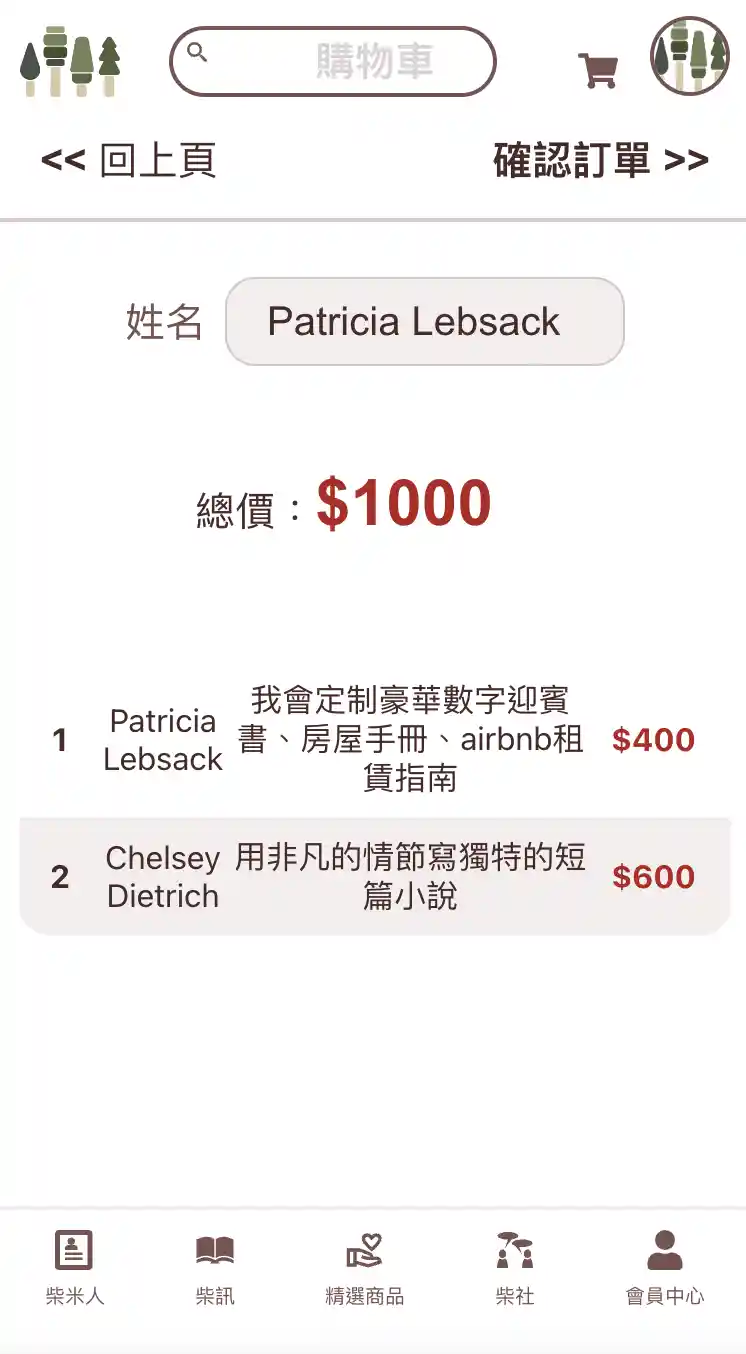 購物車
<< 回上頁
確認訂單 >>
姓名
Patricia Lebsack
總價：$1000
1
Patricia
Lebsack
我會定制豪華數字迎賓
書、房屋手冊、airbnb租
賃指南
$400
2
Chelsey
Dietrich
用非凡的情節寫獨特的短
篇小說
$600
柴米人
柴訊
精選商品
柴社
會員中心